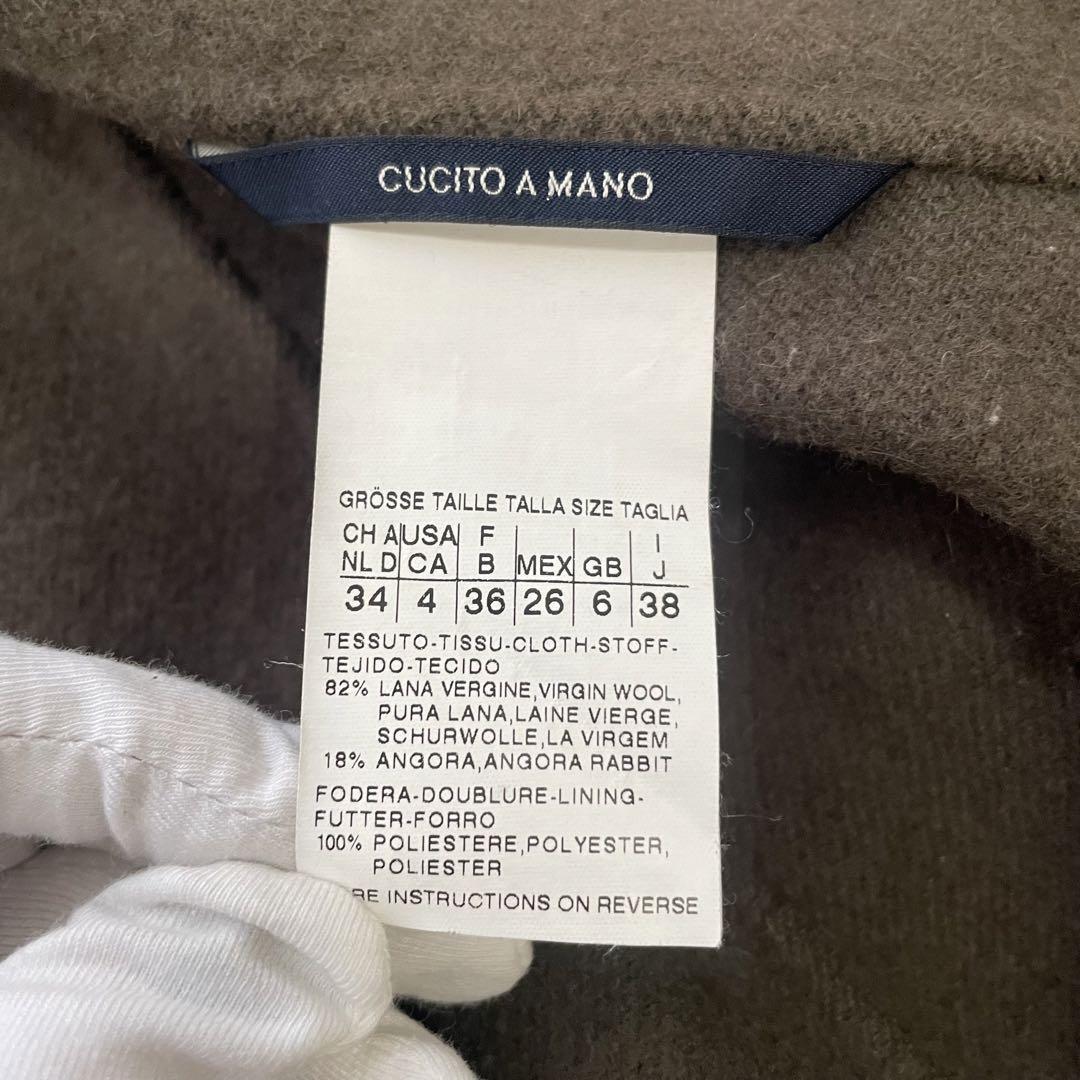 CUCITO A MANO
GRÖSSE TAILLE TALLA SIZE TAGLIA
CH A USA F I
NL D CA B MEX GB J
34 4 36 26 6 38
TESSUTO-TISSU-CLOTH-STOFF-
TEJIDO-TECIDO
82% LANA VERGINE,VIRGIN WOOL,
PURA LANA,LAINE VIERGE,
SCHURWOLLE,LA VIRGEM
18% ANGORA,ANGORA RABBIT
FODERA-DOUBLURE-LINING-
FUTTER-FORRO
100% POLIESTERE,POLYESTER,
POLIESTER
RE INSTRUCTIONS ON REVERSE